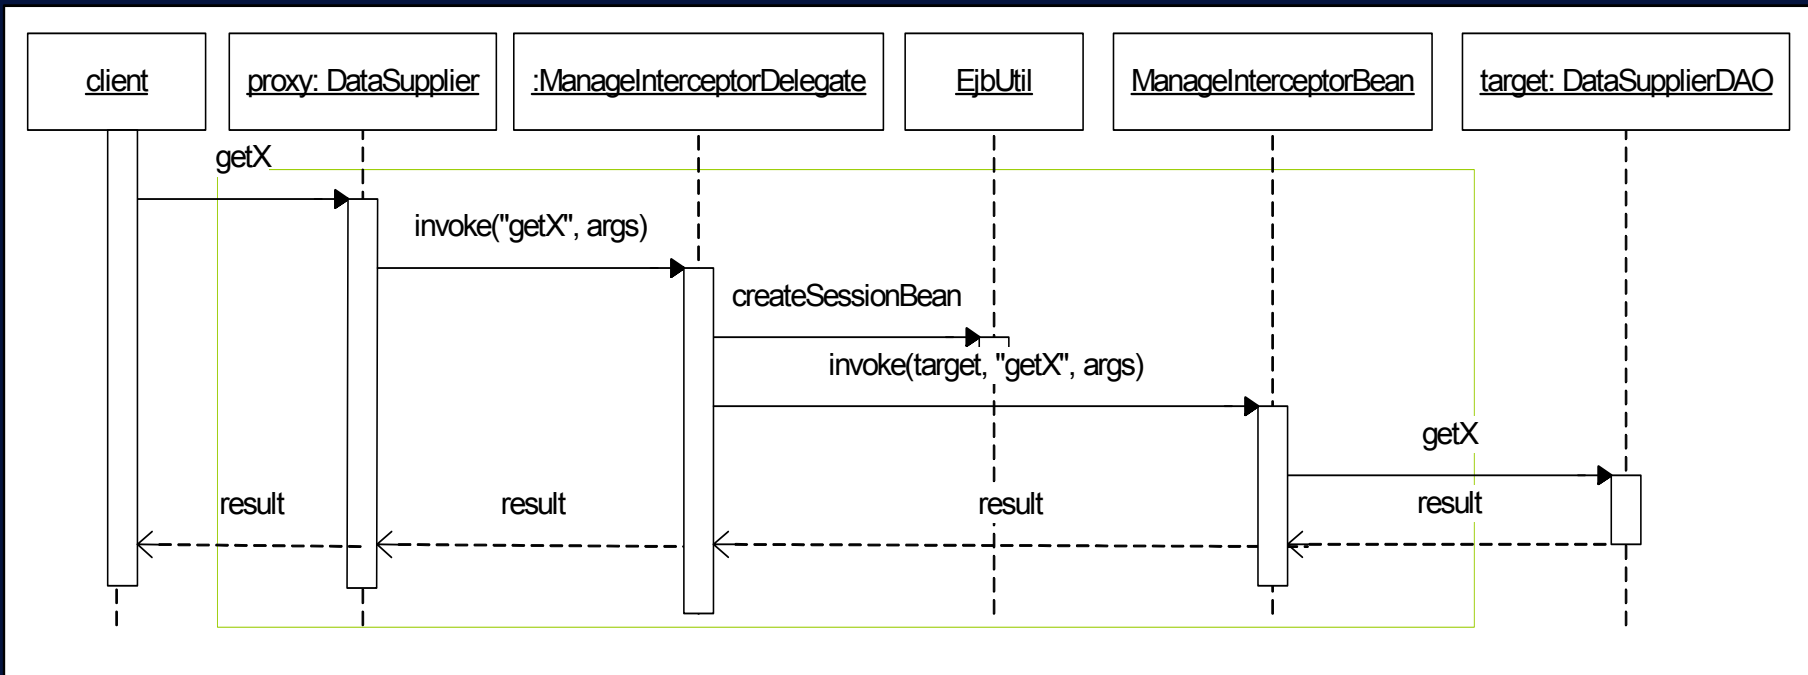 client
proxy: DataSupplier
:ManageInterceptorDelegate
EjbUtil
ManageInterceptorBean
target: DataSupplierDAO
getX
invoke("getX", args)
createSessionBean
invoke(target, "getX", args)
getX
result
result
result
result